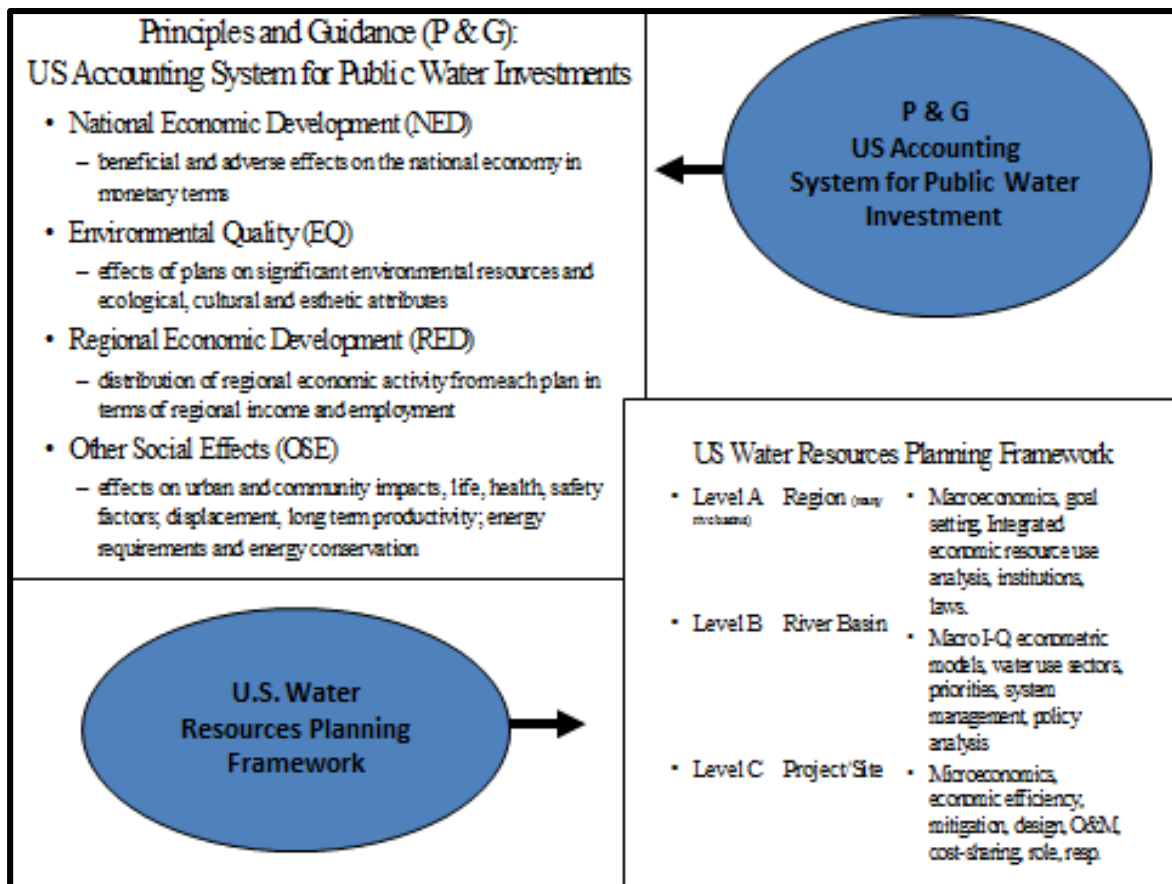 Principles and Guidance (P & G):
US Accounting System for Public Water Investments
• National Economic Development (NED)
– beneficial and adverse effects on the national economy in
monetary terms
• Environmental Quality (EQ)
– effects of plans on significant environmental resources and
ecological, cultural and esthetic attributes
• Regional Economic Development (RED)
– distribution of regional economic activity from each plan in
terms of regional income and employment
• Other Social Effects (OSE)
– effects on urban and community impacts, life, health, safety
factors; displacement, long term productivity; energy
requirements and energy conservation
P & G
US Accounting
System for Public Water
Investment
U.S. Water
Resources Planning
Framework
US Water Resources Planning Framework
• Level A Region (many
river basins)
• Macroeconomics, goal
setting, Integrated
economic resource use
analysis, institutions,
laws.
• Level B River Basin
• Macro I-O, econometric
models, water use sectors,
priorities, system
management, policy
analysis
• Level C Project/Site
• Microeconomics,
economic efficiency,
mitigation, design, O&M,
cost-sharing, role, resp.